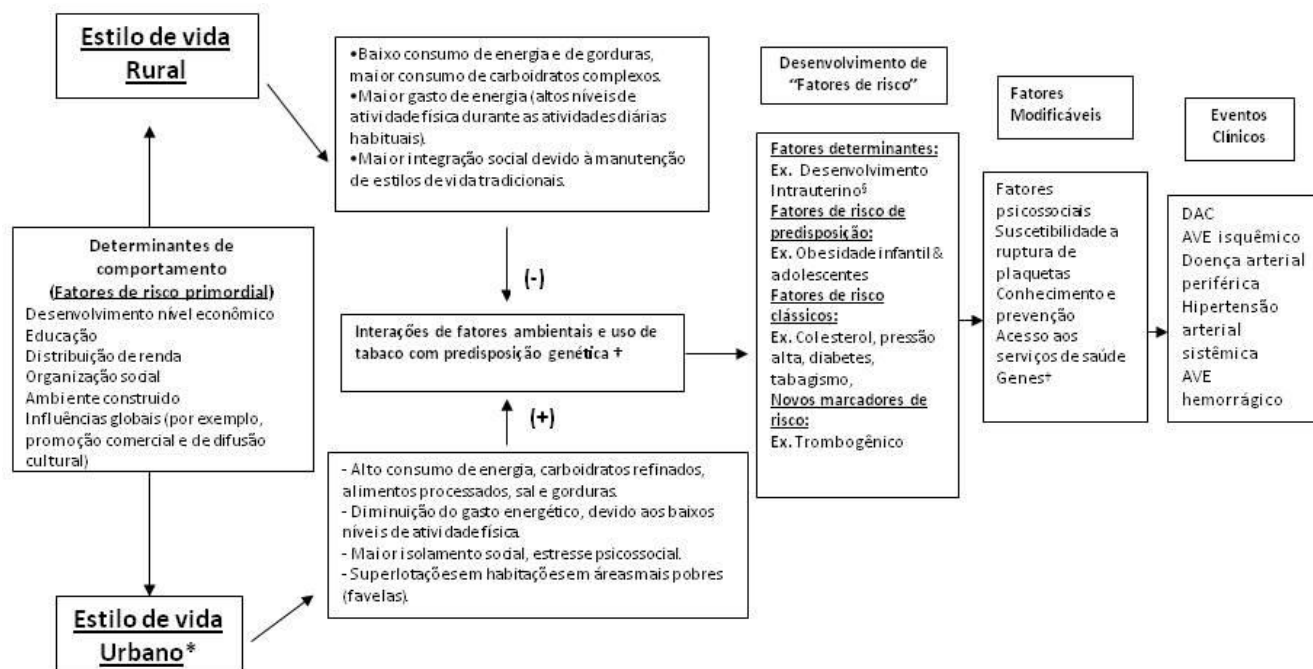 Estilo de vida
Rural
•Baixo consumo de energia e de gorduras,
maior consumo de carboidratos complexos.
•Maior gasto de energia (altos níveis de
atividade física durante as atividades diárias
habituais).
•Maior integração social devido à manutenção
de estilos de vida tradicionais.
Desenvolvimento de
"Fatores de risco"
Fatores
Modificáveis
Eventos
Clínicos
Determinantes de
comportamento
(Fatores de risco primordial)
Desenvolvimento nível econômico
Educação
Distribuição de renda
Organização social
Ambiente construído
Influências globais (por exemplo,
promoção comercial e de difusão
cultural)
(-)
Interações de fatores ambientais e uso de
tabaco com predisposição genética †
(+)
- Alto consumo de energia, carboidratos refinados,
alimentos processados, sal e gorduras.
- Diminuição do gasto energético, devido aos baixos
níveis de atividade física.
- Maior isolamento social, estresse psicossocial.
- Superlotações em habitações em áreas mais pobres
(favelas).
Fatores determinantes:
Ex. Desenvolvimento
Intrauterino§
Fatores de risco de
predisposição:
Ex. Obesidade infantil &
adolescentes
Fatores de risco
clássicos:
Ex. Colesterol, pressão
alta, diabetes,
tabagismo,
Novos marcadores de
risco:
Ex. Trombogênico
Fatores
psicossociais
Suscetibilidade a
ruptura de
plaquetas
Conhecimento e
prevenção
Acesso aos
serviços de saúde
Genes†
DAC
AVE isquêmico
Doença arterial
periférica
Hipertensão
arterial
sistêmica
AVE
hemorrágico
Estilo de vida
Urbano*